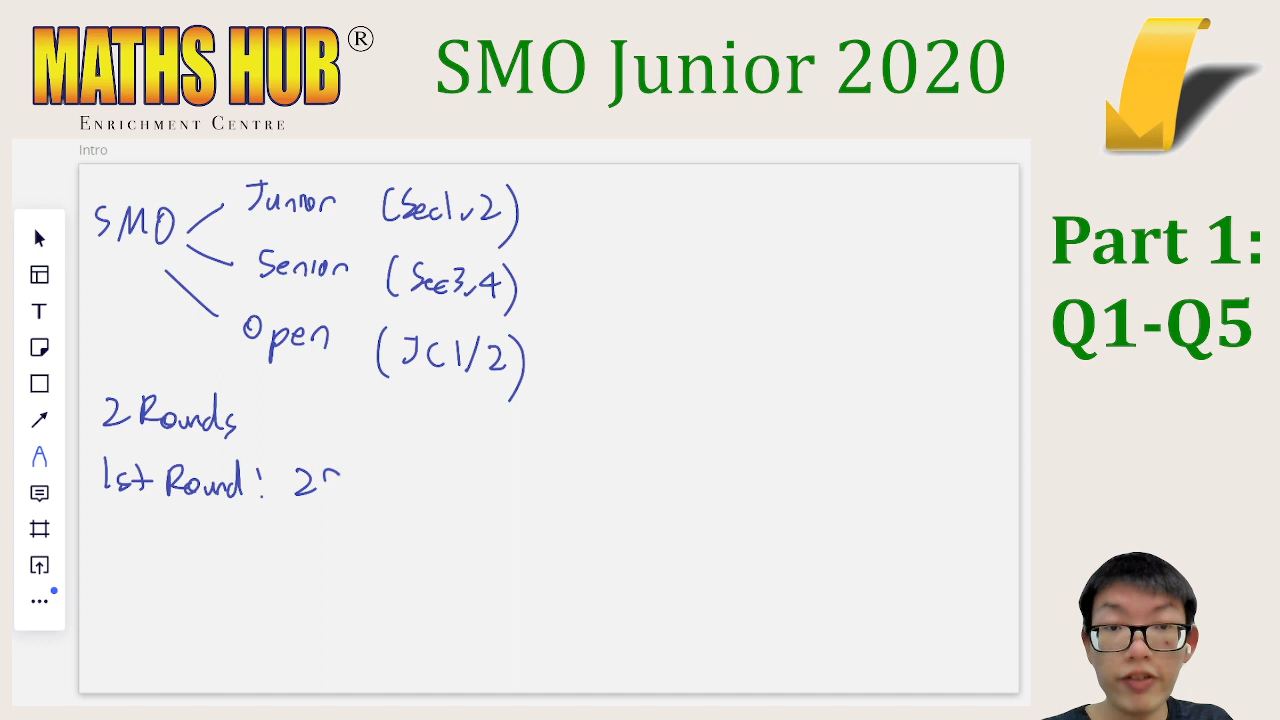 MATHS HUB®
ENRICHMENT CENTRE
SMO Junior 2020
Part 1:
Q1-Q5
Intro
SMO
Junior (Sec1,2)
Senior (Sec3,4)
Open (JC1/2)
2 Rounds
1st Round: 2
T
A